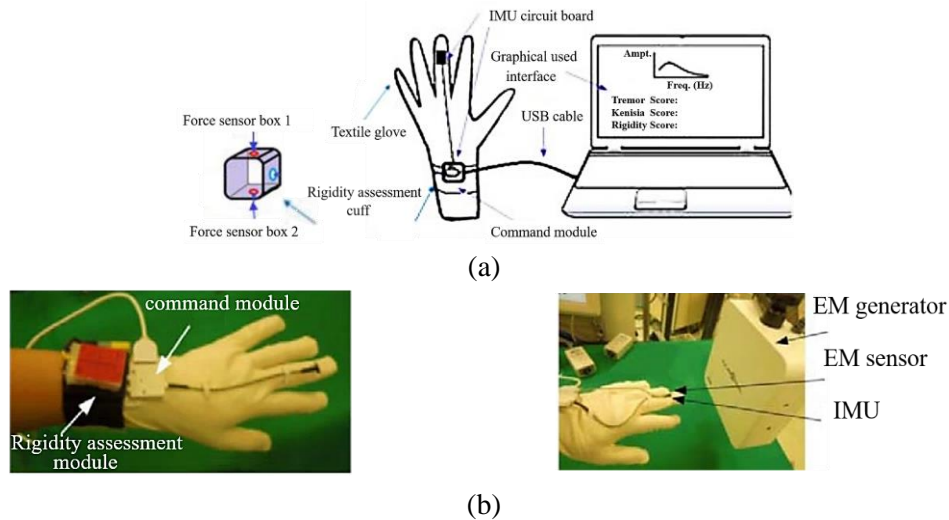 IMU circuit board
Ampt.
Graphical used
interface
Freq. (Hz)
Tremor Score:
Kenisia Score:
Rigidity Score:
Force sensor box 1
Textile glove
USB cable
Rigidity assessment
cuff
Force sensor box 2
Command module
(a)
command module
EM generator
EM sensor
IMU
Rigidity assessment
module
(b)